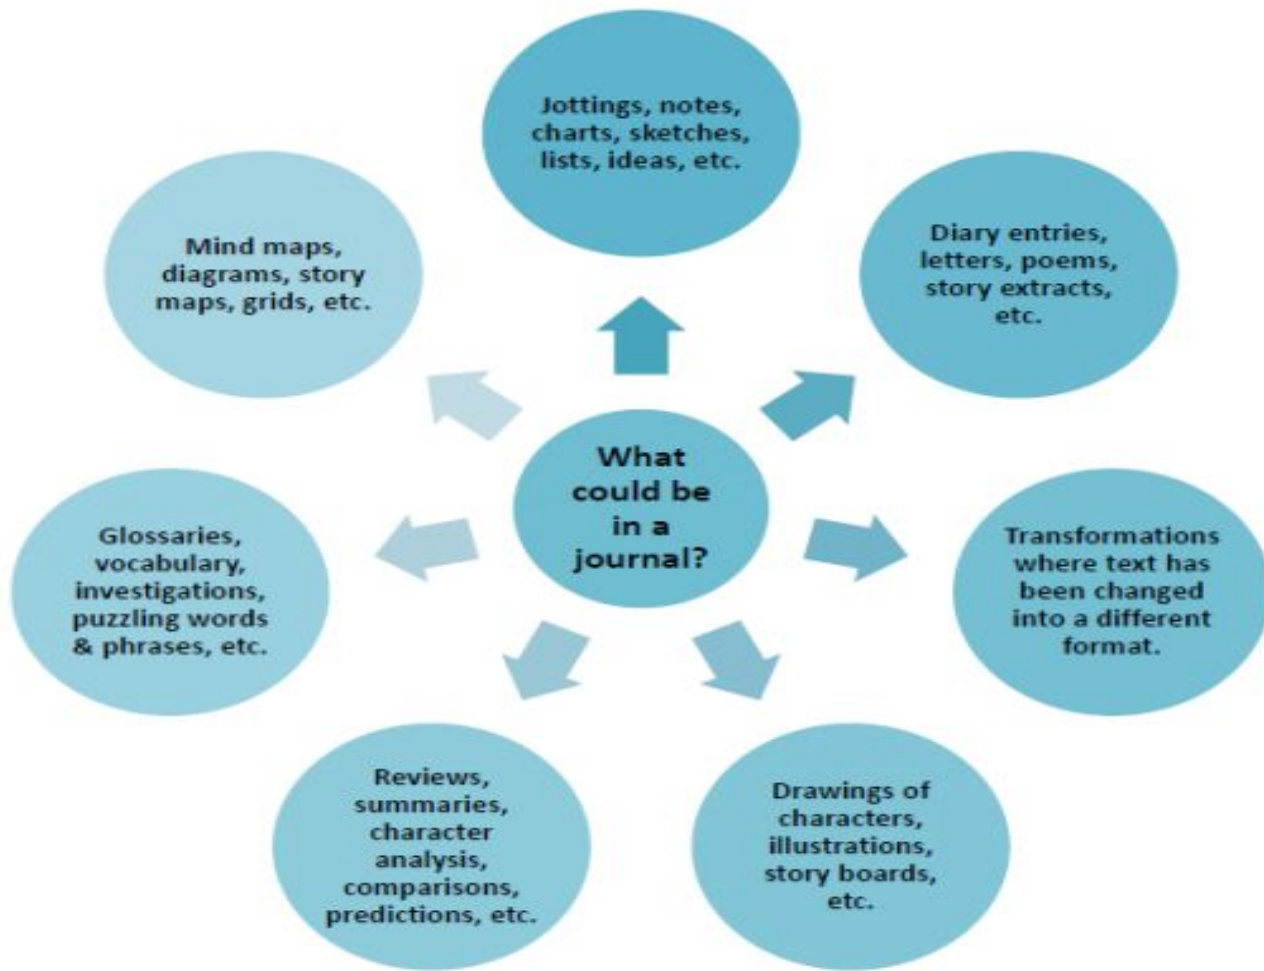 Jottings, notes,
charts, sketches,
lists, ideas, etc.
Diary entries,
letters, poems,
story extracts,
etc.
Transformations
where text has
been changed
into a different
format.
Drawings of
characters,
illustrations,
story boards,
etc.
Reviews,
summaries,
character
analysis,
comparisons,
predictions, etc.
Glossaries,
vocabulary,
investigations,
puzzling words
& phrases, etc.
Mind maps,
diagrams, story
maps, grids, etc.
What
could be
in a
journal?